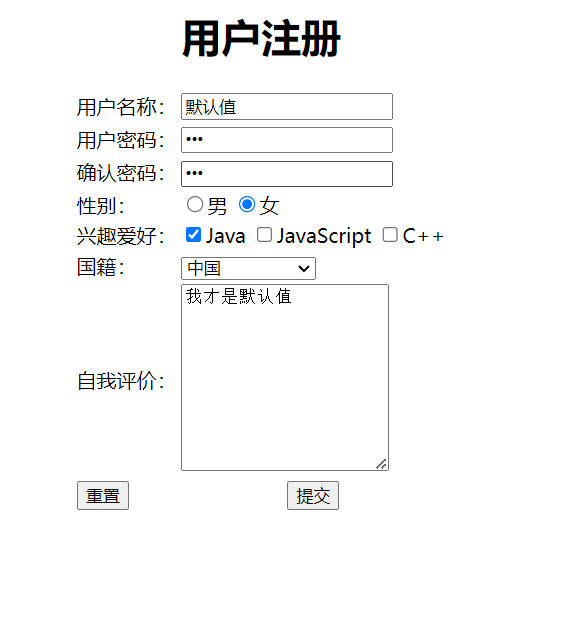 用户注册
用户名称： 默认值
用户密码： •••
确认密码： •••
性别： 男 女
兴趣爱好： Java JavaScript C++
国籍： 中国
我才是默认值
自我评价：
重置 提交